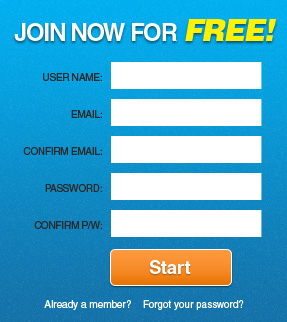 JOIN NOW FOR FREE!
USER NAME:
EMAIL:
CONFIRM EMAIL:
PASSWORD:
CONFIRM P/W:
Start
Already a member? Forgot your password?